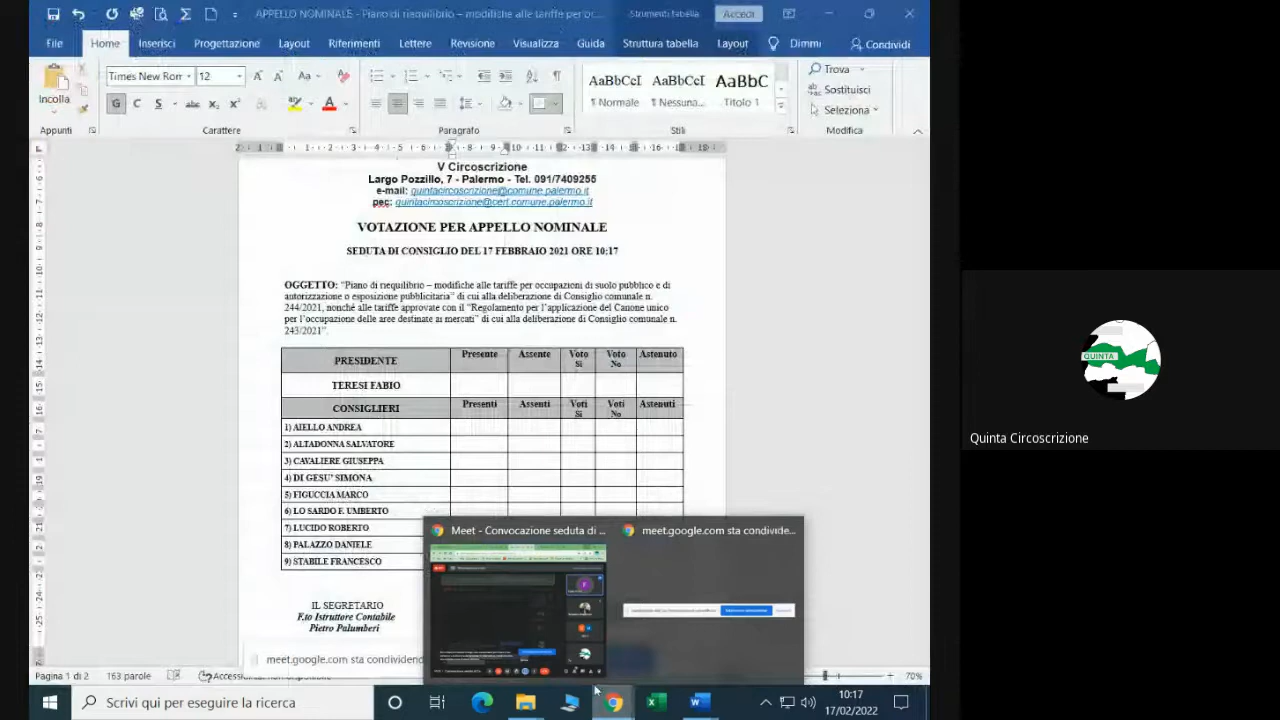 APPELLO NOMINALE - Piano di riequilibrio – modifiche alle tariffe per oc...
Strumenti tabella
Accedi
File Home Inserisci Progettazione Layout Riferimenti Lettere Revisione Visualizza Guida Struttura tabella Layout Dimmi Condividi
Incolla
Times New Rom 12
AaBbCcI AaBbCcI AaBbC
¶ Normale ¶ Nessuna... Titolo 1
Trova
Sostituisci
Seleziona
Appunti Carattere Paragrafo Stili Modifica
V Circoscrizione
Largo Pozzillo, 7 - Palermo - Tel. 091/7409255
e-mail: quintacircoscrizione@comune.palermo.it
pec: quintacircoscrizione@cert.comune.palermo.it
VOTAZIONE PER APPELLO NOMINALE
SEDUTA DI CONSIGLIO DEL 17 FEBBRAIO 2021 ORE 10:17
OGGETTO: "Piano di riequilibrio – modifiche alle tariffe per occupazioni di suolo pubblico e di
autorizzazione o esposizione pubblicitaria" di cui alla deliberazione di Consiglio comunale n.
244/2021, nonché alle tariffe approvate con il "Regolamento per l'applicazione del Canone unico
per l'occupazione delle aree destinate ai mercati" di cui alla deliberazione di Consiglio comunale n.
243/2021".
PRESIDENTE Presente Assente Voto Si Voto No Astenuto
TERESI FABIO
CONSIGLIERI Presenti Assenti Voti Si Voti No Astenuti
1) AIELLO ANDREA
2) ALTADONNA SALVATORE
3) CAVALIERE GIUSEPPA
4) DI GESU' SIMONA
5) FIGUCCIA MARCO
6) LO SARDO F. UMBERTO
7) LUCIDO ROBERTO
8) PALAZZO DANIELE
9) STABILE FRANCESCO
IL SEGRETARIO
F.to Istruttore Contabile
Pietro Palumberi
Meet - Convocazione seduta di ...
meet.google.com sta condivide...
meet.google.com sta condividend
Pagina 1 di 2 163 parole
70%
Scrivi qui per eseguire la ricerca
10:17
17/02/2022
QUINTA
Quinta Circoscrizione